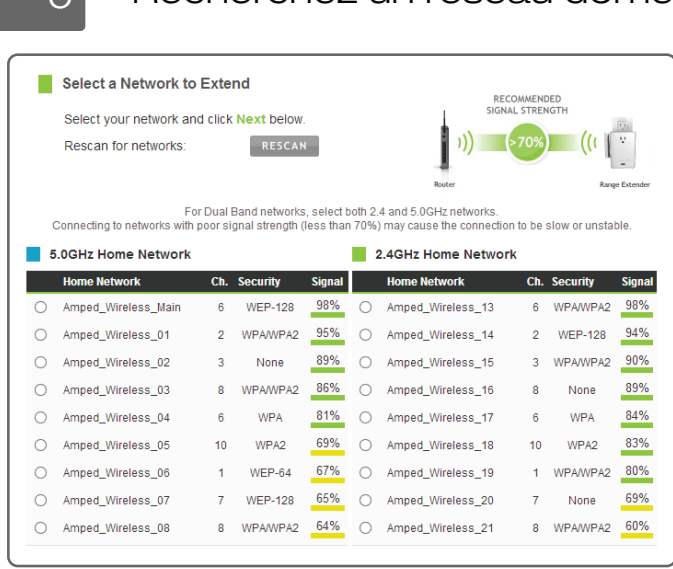 Recherchez un réseau dome
Select a Network to Extend
Select your network and click Next below.
Rescan for networks: RESCAN
RECOMMENDED
SIGNAL STRENGTH
>70%
Router Range Extender
For Dual Band networks, select both 2.4 and 5.0GHz networks.
Connecting to networks with poor signal strength (less than 70%) may cause the connection to be slow or unstable.
5.0GHz Home Network
Home Network Ch. Security Signal
Amped_Wireless_Main 6 WEP-128 98%
Amped_Wireless_01 2 WPA/WPA2 95%
Amped_Wireless_02 3 None 89%
Amped_Wireless_03 8 WPA/WPA2 86%
Amped_Wireless_04 6 WPA 81%
Amped_Wireless_05 10 WPA2 69%
Amped_Wireless_06 1 WEP-64 67%
Amped_Wireless_07 7 WEP-128 65%
Amped_Wireless_08 8 WPA/WPA2 64%
2.4GHz Home Network
Home Network Ch. Security Signal
Amped_Wireless_13 6 WPA/WPA2 98%
Amped_Wireless_14 2 WEP-128 94%
Amped_Wireless_15 3 WPA/WPA2 90%
Amped_Wireless_16 8 None 89%
Amped_Wireless_17 6 WPA 84%
Amped_Wireless_18 10 WPA2 83%
Amped_Wireless_19 1 WPA/WPA2 80%
Amped_Wireless_20 7 None 69%
Amped_Wireless_21 8 WPA/WPA2 60%